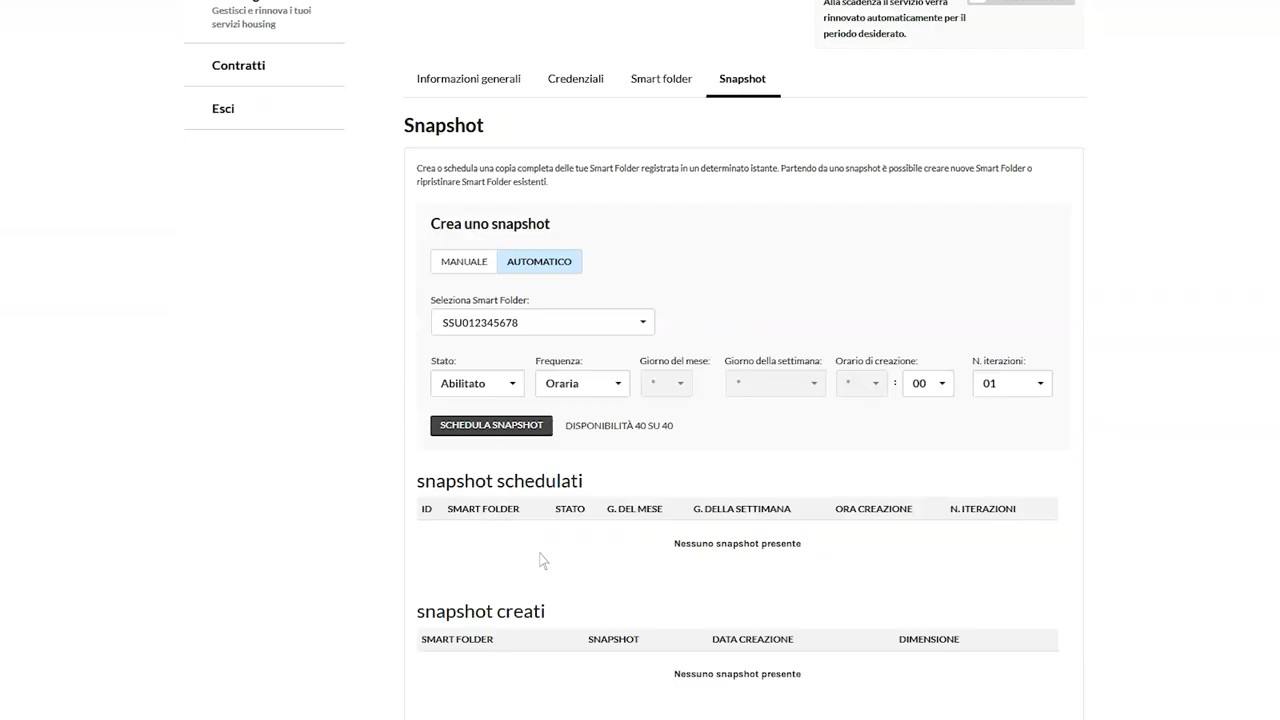 Gestisci e rinnova i tuoi
servizi housing
Contratti
Esci
Alla scadenza il servizio verrà
rinnovato automaticamente per il
periodo desiderato.
Informazioni generali Credenziali Smart folder Snapshot
Snapshot
Crea o schedula una copia completa delle tue Smart Folder registrata in un determinato istante. Partendo da uno snapshot è possibile creare nuove Smart Folder o
ripristinare Smart Folder esistenti.
Crea uno snapshot
MANUALE AUTOMATICO
Seleziona Smart Folder:
SSU012345678
Stato: Frequenza: Giorno del mese: Giorno della settimana: Orario di creazione: N. iterazioni:
Abilitato Oraria * * * : 00 01
SCHEDULA SNAPSHOT DISPONIBILITÀ 40 SU 40
snapshot schedulati
ID SMART FOLDER STATO G. DEL MESE G. DELLA SETTIMANA ORA CREAZIONE N. ITERAZIONI
Nessuno snapshot presente
snapshot creati
SMART FOLDER SNAPSHOT DATA CREAZIONE DIMENSIONE
Nessuno snapshot presente